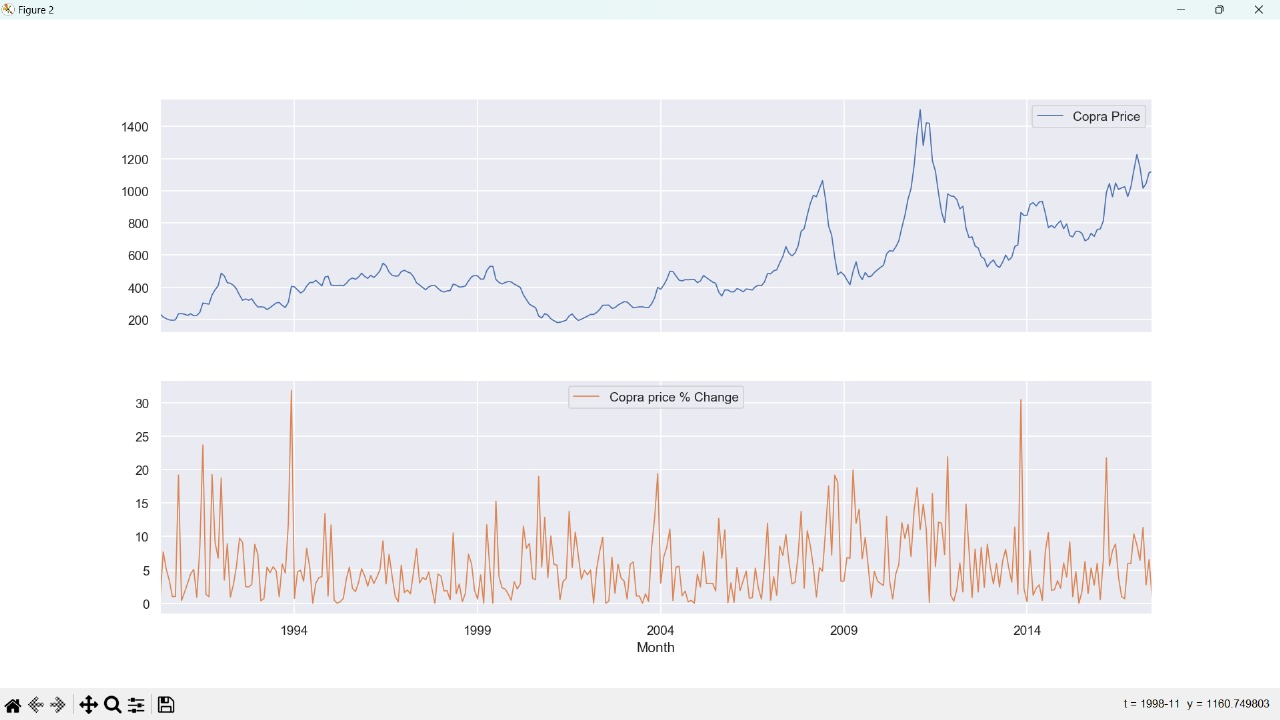 Figure 2
1400
1200
1000
800
600
400
200
Copra Price
30
25
20
15
10
5
0
Copra price % Change
1994 1999 2004 2009 2014
Month
t = 1998-11 y = 1160.749803